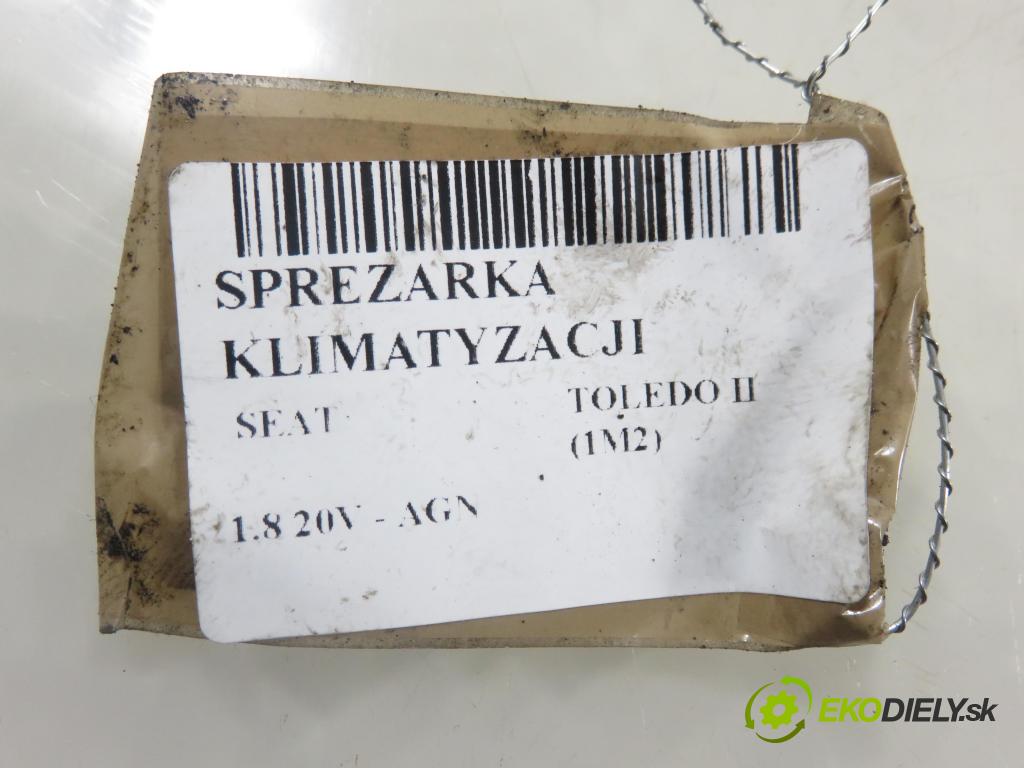 SPREZARKA
KLIMATYZACJI
SEAT
TOLEDO II
(1M2)
1.8 20V - AGN
EKODIELY.sk